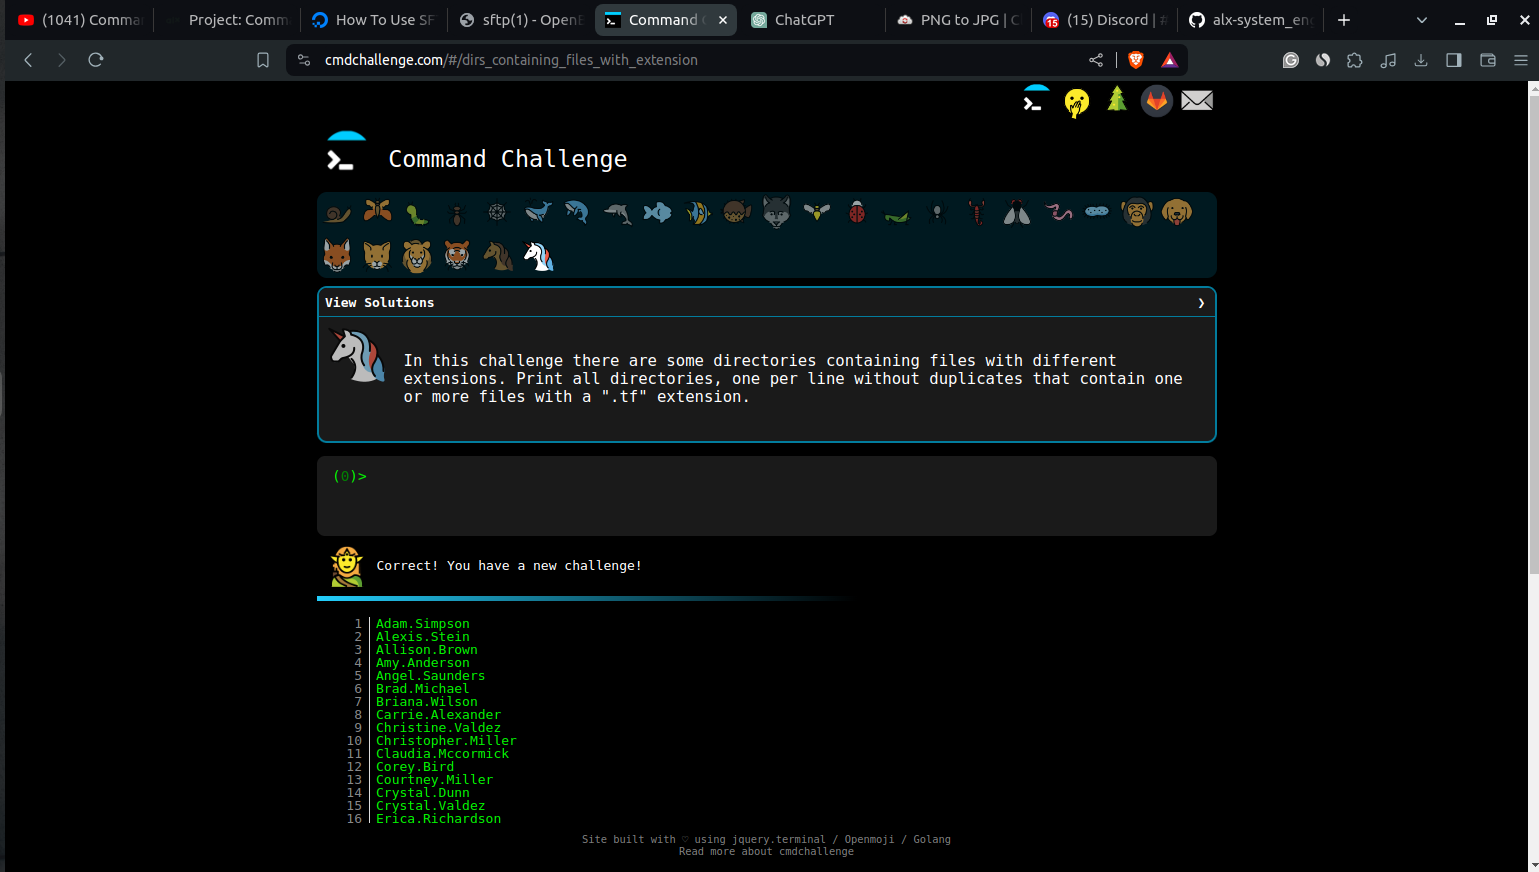 (1041) Comma
Project: Comm
How To Use SF
sftp(1) - OpenB
Command C
ChatGPT
PNG to JPG | C
(15) Discord | #
alx-system_en
cmdchallenge.com/#/dirs_containing_files_with_extension
Command Challenge
View Solutions
In this challenge there are some directories containing files with different
extensions. Print all directories, one per line without duplicates that contain one
or more files with a ".tf" extension.
(0)>
Correct! You have a new challenge!
1 Adam.Simpson
2 Alexis.Stein
3 Allison.Brown
4 Amy.Anderson
5 Angel.Saunders
6 Brad.Michael
7 Briana.Wilson
8 Carrie.Alexander
9 Christine.Valdez
10 Christopher.Miller
11 Claudia.Mccormick
12 Corey.Bird
13 Courtney.Miller
14 Crystal.Dunn
15 Crystal.Valdez
16 Erica.Richardson
Site built with ♡ using jquery.terminal / Openmoji / Golang
Read more about cmdchallenge